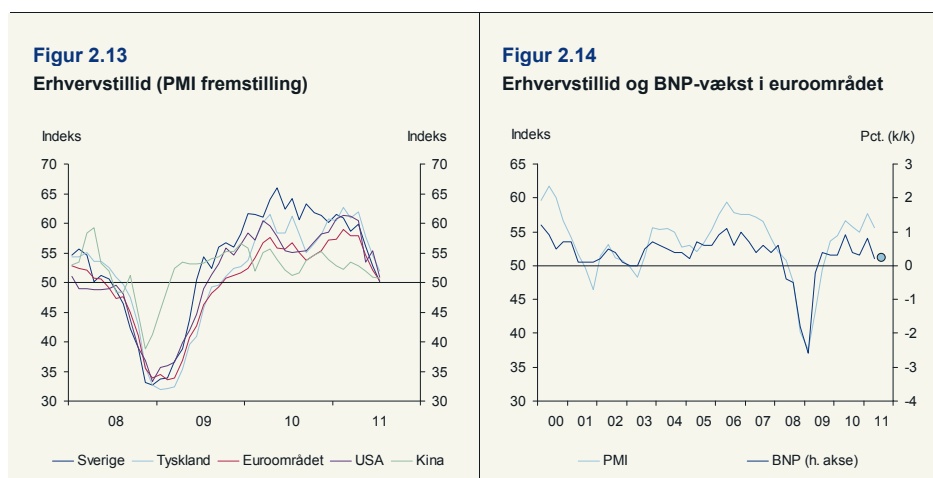 Figur 2.13
Erhvervstillid (PMI fremstilling)
Indeks Indeks
70 70
65 65
60 60
55 55
50 50
45 45
40 40
35 35
30 30
08 09 10 11
Sverige Tyskland Euroområdet USA Kina
Figur 2.14
Erhvervstillid og BNP-vækst i euroområdet
Indeks Pct. (k/k)
65 3
60 2
55 1
50 0
45 -1
40 -2
35 -3
30 -4
00 01 02 03 04 05 06 07 08 09 10 11
PMI BNP (h. akse)